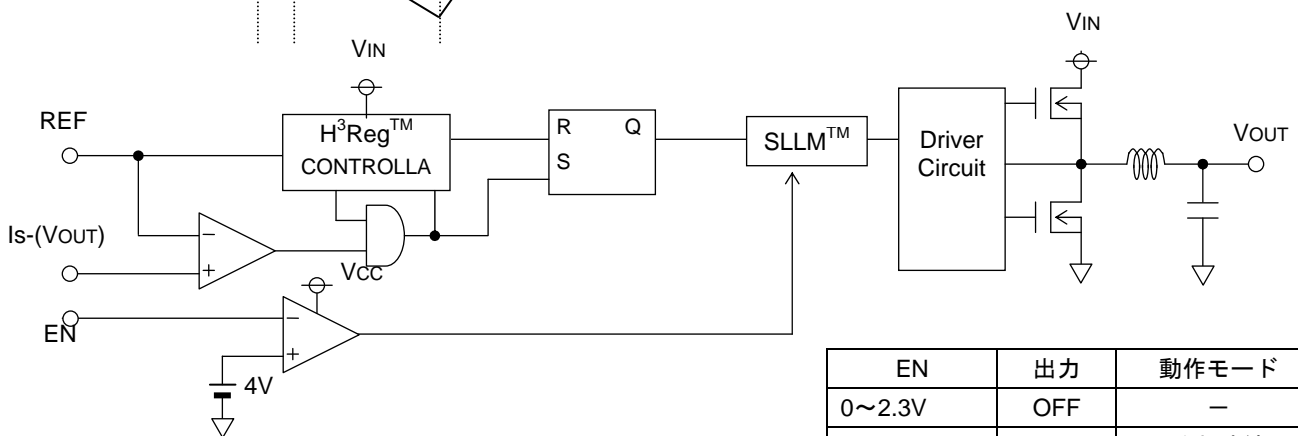 VIN
VIN
REF
H³Reg™
CONTROLLA
R
Q
S
SLLM™
Driver
Circuit
VOUT
Is-(VOUT)
−
+
VCC
EN
−
+
4V
EN 出力 動作モード
0～2.3V OFF －